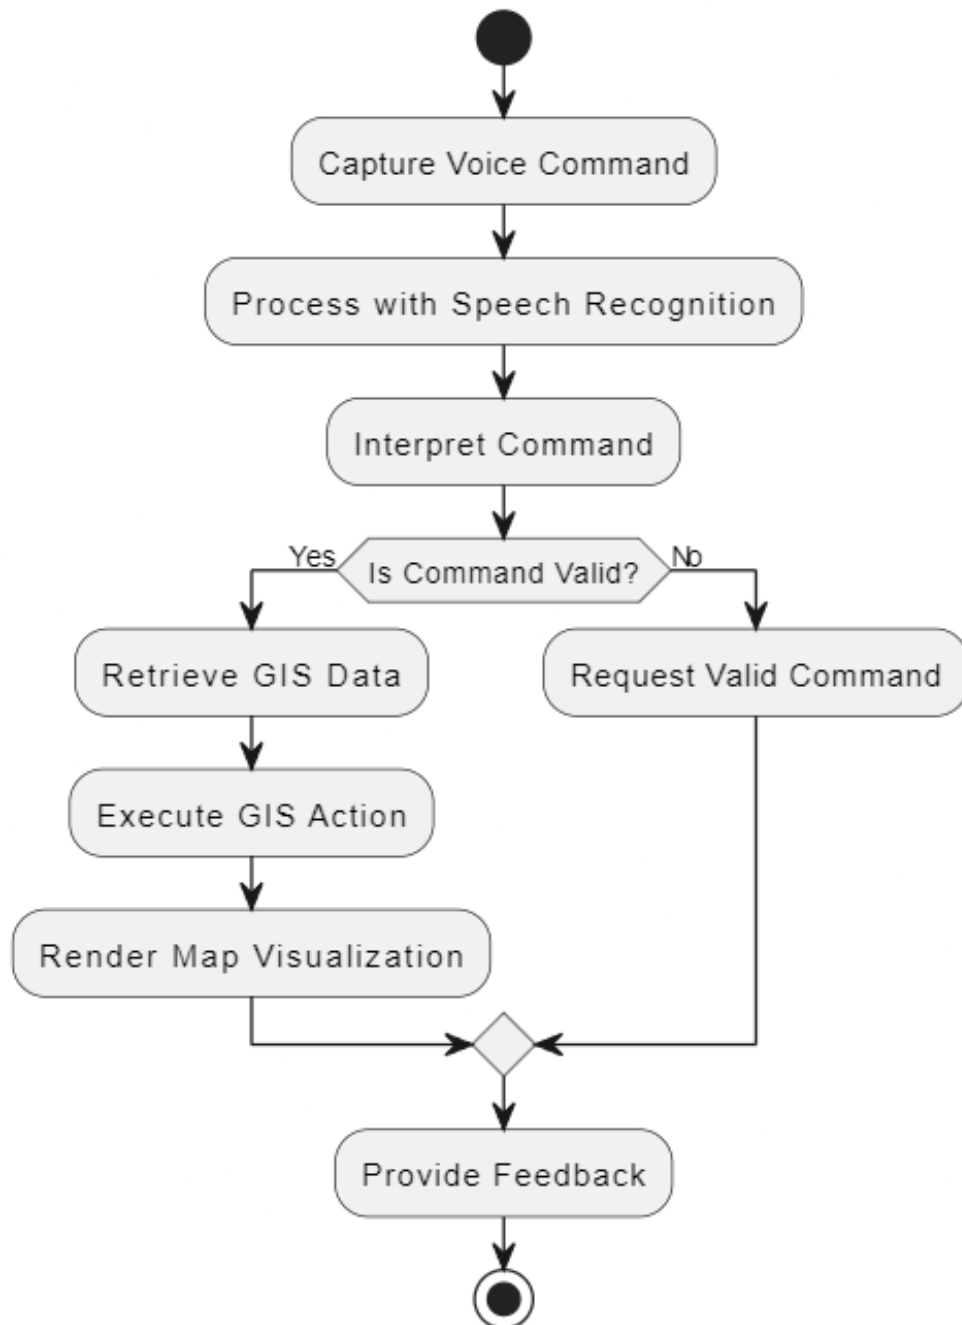 Capture Voice Command
Process with Speech Recognition
Interpret Command
Yes
Is Command Valid?
No
Retrieve GIS Data
Request Valid Command
Execute GIS Action
Render Map Visualization
Provide Feedback